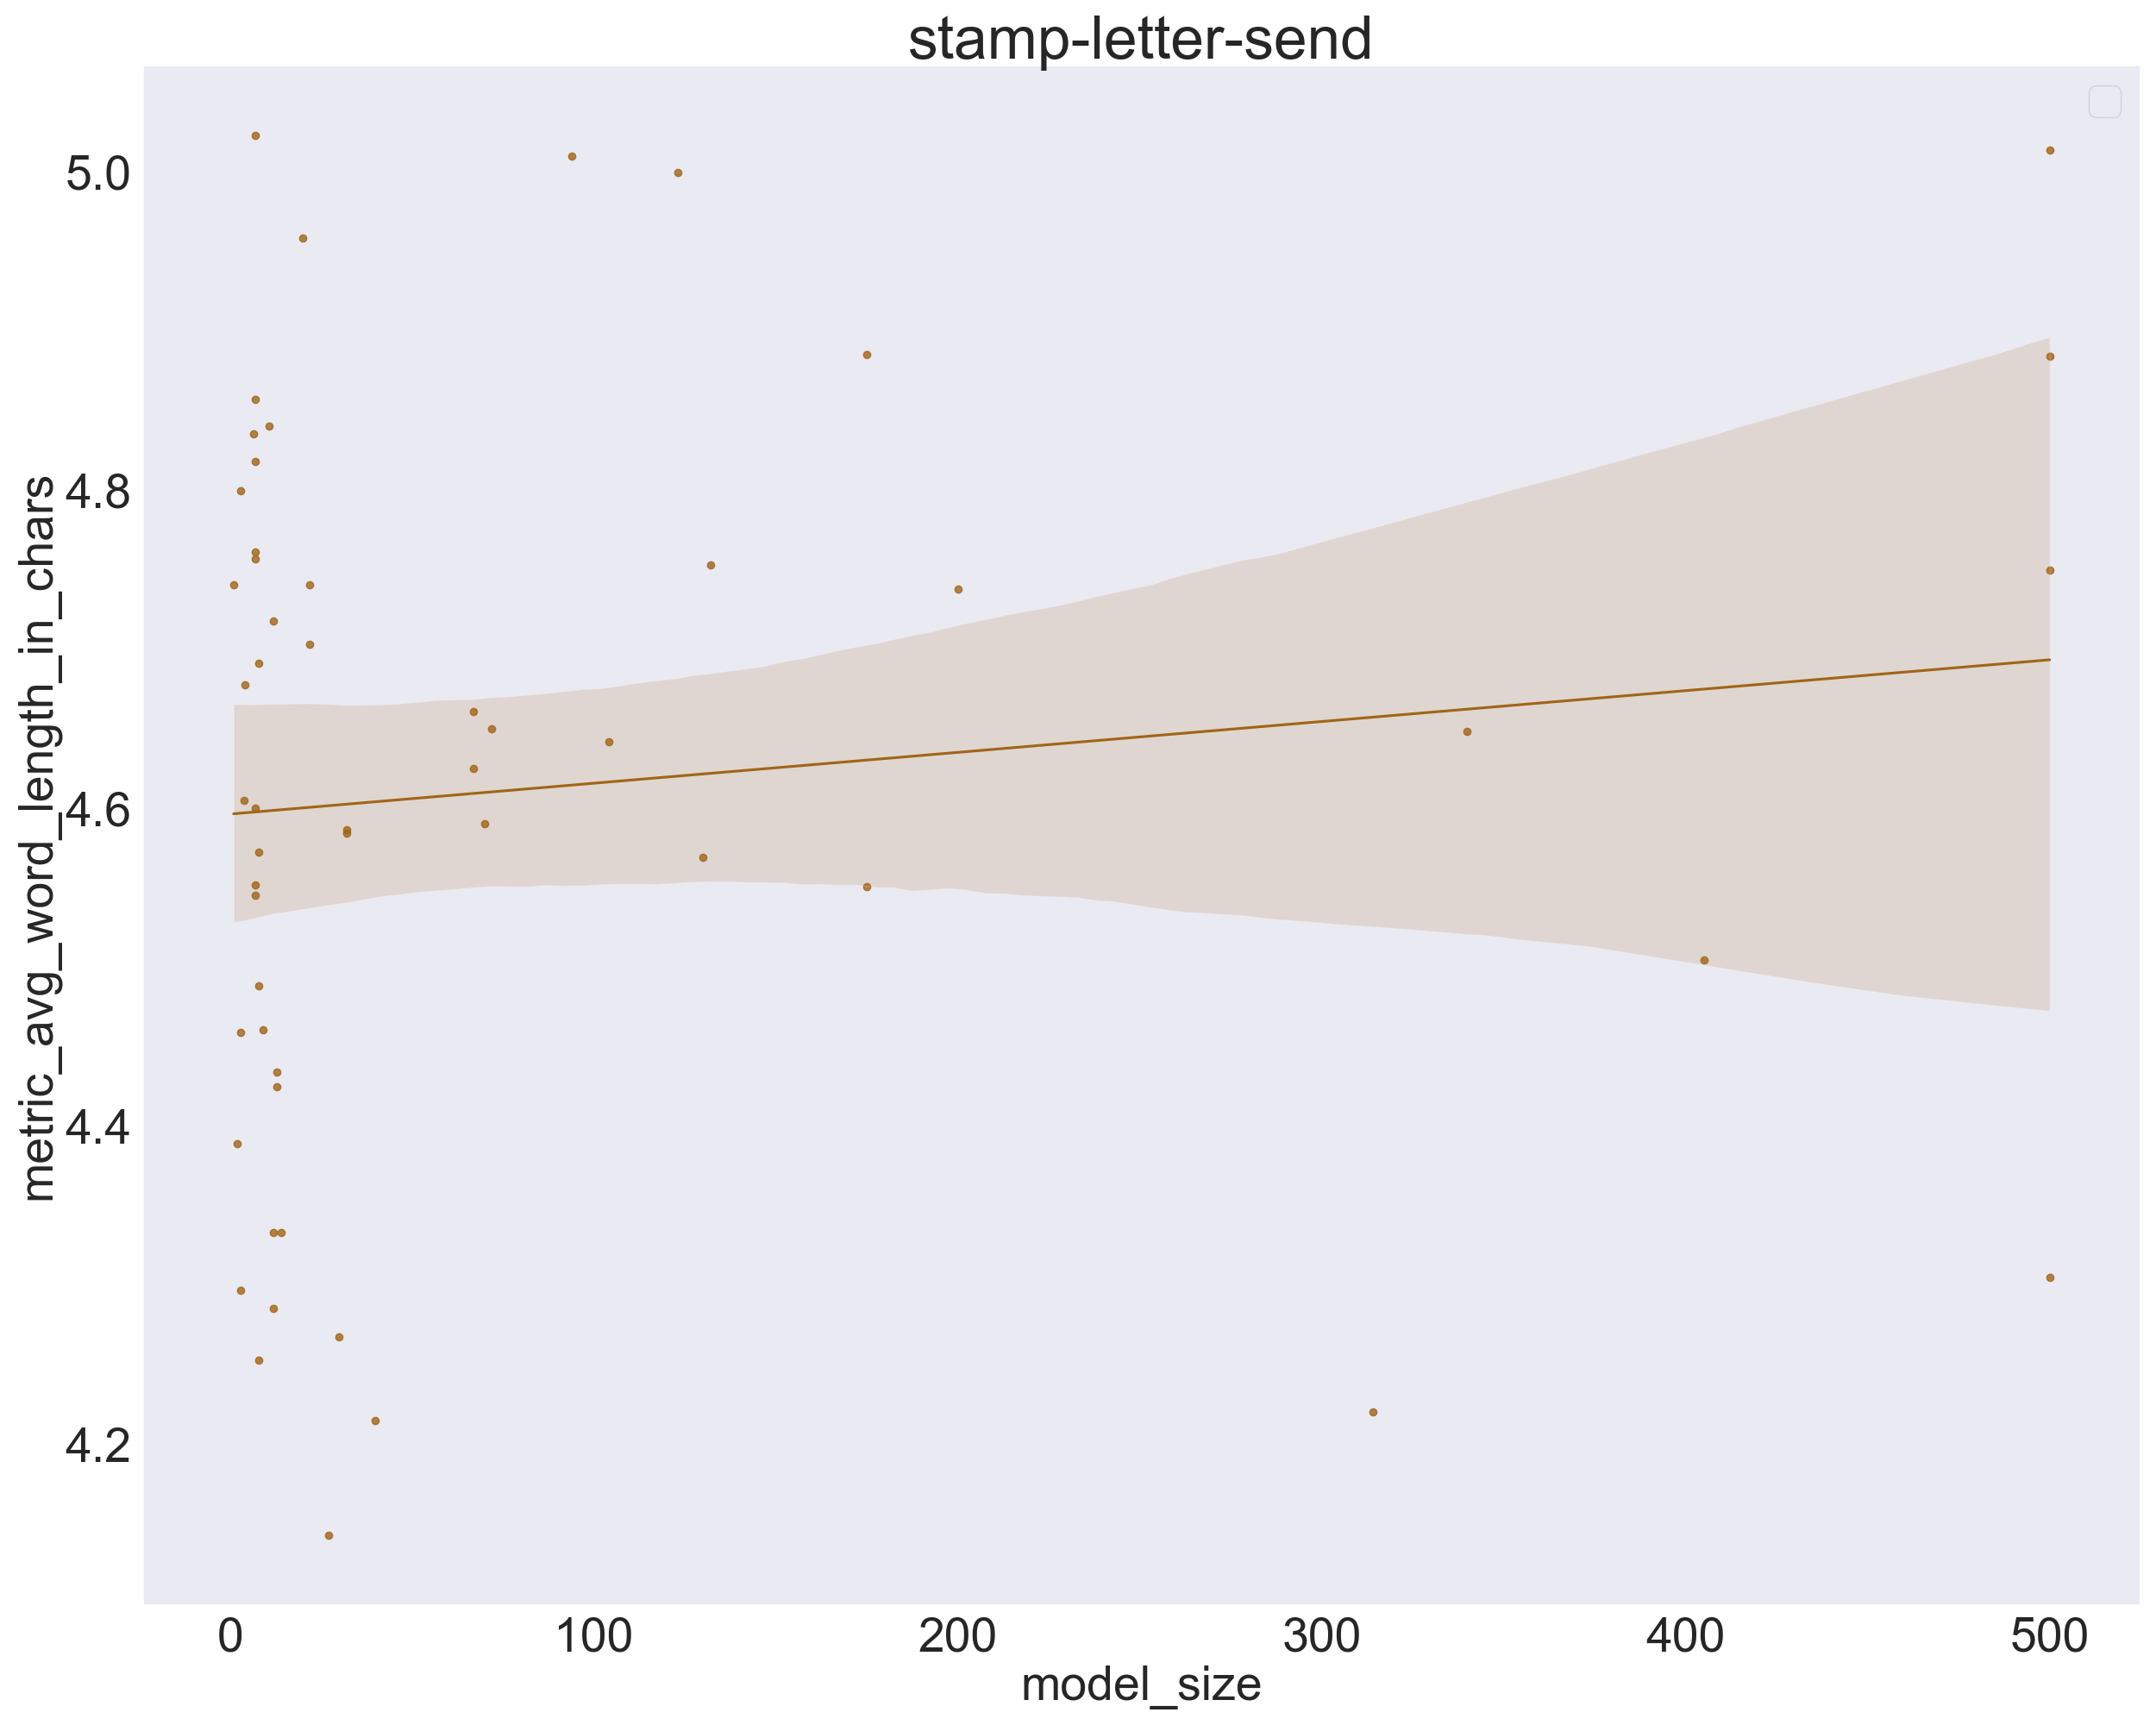 stamp-letter-send
metric_avg_word_length_in_chars
5.0
4.8
4.6
4.4
4.2
0 100 200 300 400 500
model_size